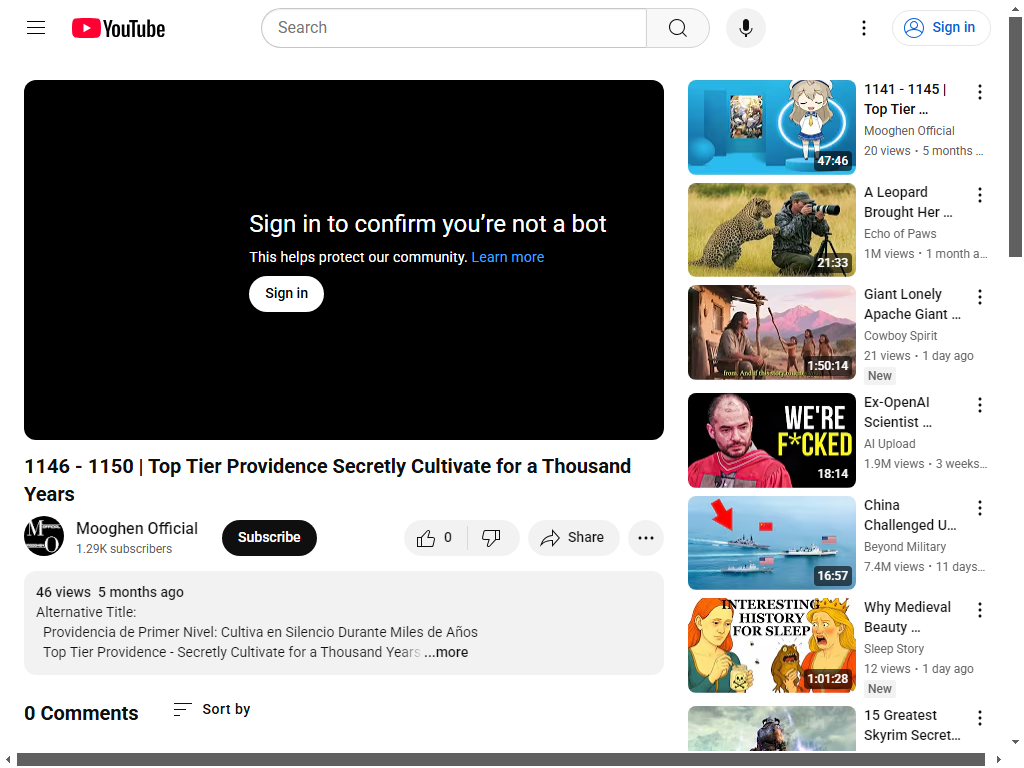 YouTube
Search
Sign in
Sign in to confirm you’re not a bot
This helps protect our community. Learn more
Sign in
1146 - 1150 | Top Tier Providence Secretly Cultivate for a Thousand
Years
Mooghen Official
1.29K subscribers
Subscribe
0
Share
46 views 5 months ago
Alternative Title:
Providencia de Primer Nivel: Cultiva en Silencio Durante Miles de Años
Top Tier Providence - Secretly Cultivate for a Thousand Years ...more
0 Comments
Sort by
47:46
1141 - 1145 |
Top Tier ...
Mooghen Official
20 views • 5 months ...
21:33
A Leopard
Brought Her ...
Echo of Paws
1M views • 1 month a...
from. And if this story touche
1:50:14
Giant Lonely
Apache Giant ...
Cowboy Spirit
21 views • 1 day ago
New
WE'RE
F*CKED
18:14
Ex-OpenAI
Scientist ...
AI Upload
1.9M views • 3 weeks...
16:57
China
Challenged U...
Beyond Military
7.4M views • 11 days...
INTERESTING
HISTORY
FOR SLEEP
1:01:28
Why Medieval
Beauty ...
Sleep Story
12 views • 1 day ago
New
15 Greatest
Skyrim Secret...